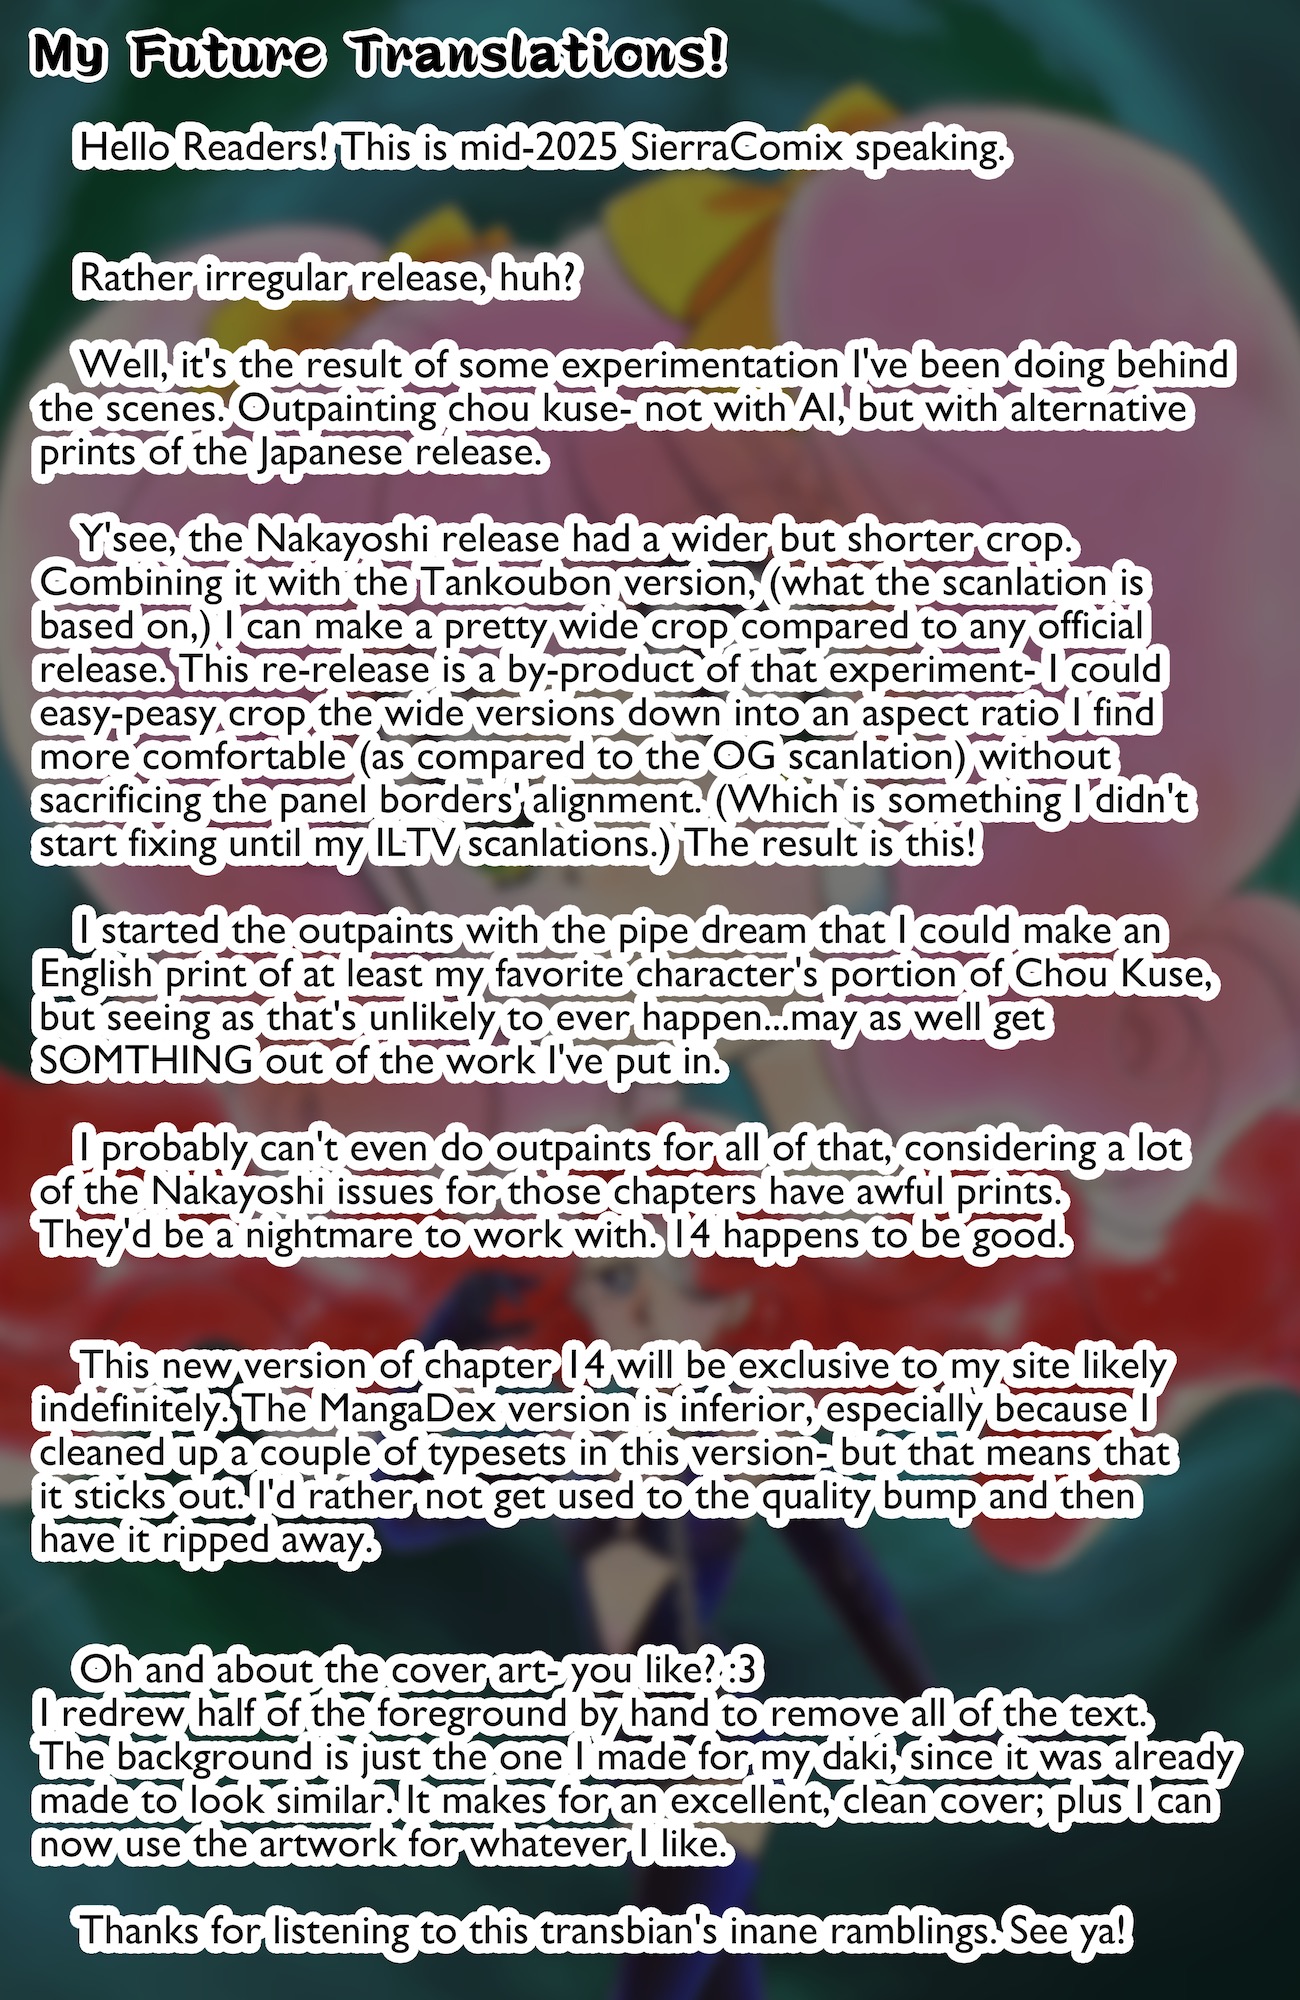 My Future Translations!
Hello Readers! This is mid-2025 SierraComix speaking.
Rather irregular release, huh?
Well, it's the result of some experimentation I've been doing behind
the scenes. Outpainting chou kuse- not with AI, but with alternative
prints of the Japanese release.
Y'see, the Nakayoshi release had a wider but shorter crop.
Combining it with the Tankoubon version, (what the scanlation is
based on,) I can make a pretty wide crop compared to any official
release. This re-release is a by-product of that experiment- I could
easy-peasy crop the wide versions down into an aspect ratio I find
more comfortable (as compared to the OG scanlation) without
sacrificing the panel borders' alignment. (Which is something I didn't
start fixing until my ILTV scanlations.) The result is this!
I started the outpaints with the pipe dream that I could make an
English print of at least my favorite character's portion of Chou Kuse,
but seeing as that's unlikely to ever happen...may as well get
SOMTHING out of the work I've put in.
I probably can't even do outpaints for all of that, considering a lot
of the Nakayoshi issues for those chapters have awful prints.
They'd be a nightmare to work with. 14 happens to be good.
This new version of chapter 14 will be exclusive to my site likely
indefinitely. The MangaDex version is inferior, especially because I
cleaned up a couple of typesets in this version- but that means that
it sticks out. I'd rather not get used to the quality bump and then
have it ripped away.
Oh and about the cover art- you like? :3
I redrew half of the foreground by hand to remove all of the text.
The background is just the one I made for my daki, since it was already
made to look similar. It makes for an excellent, clean cover; plus I can
now use the artwork for whatever I like.
Thanks for listening to this transbian's inane ramblings. See ya!